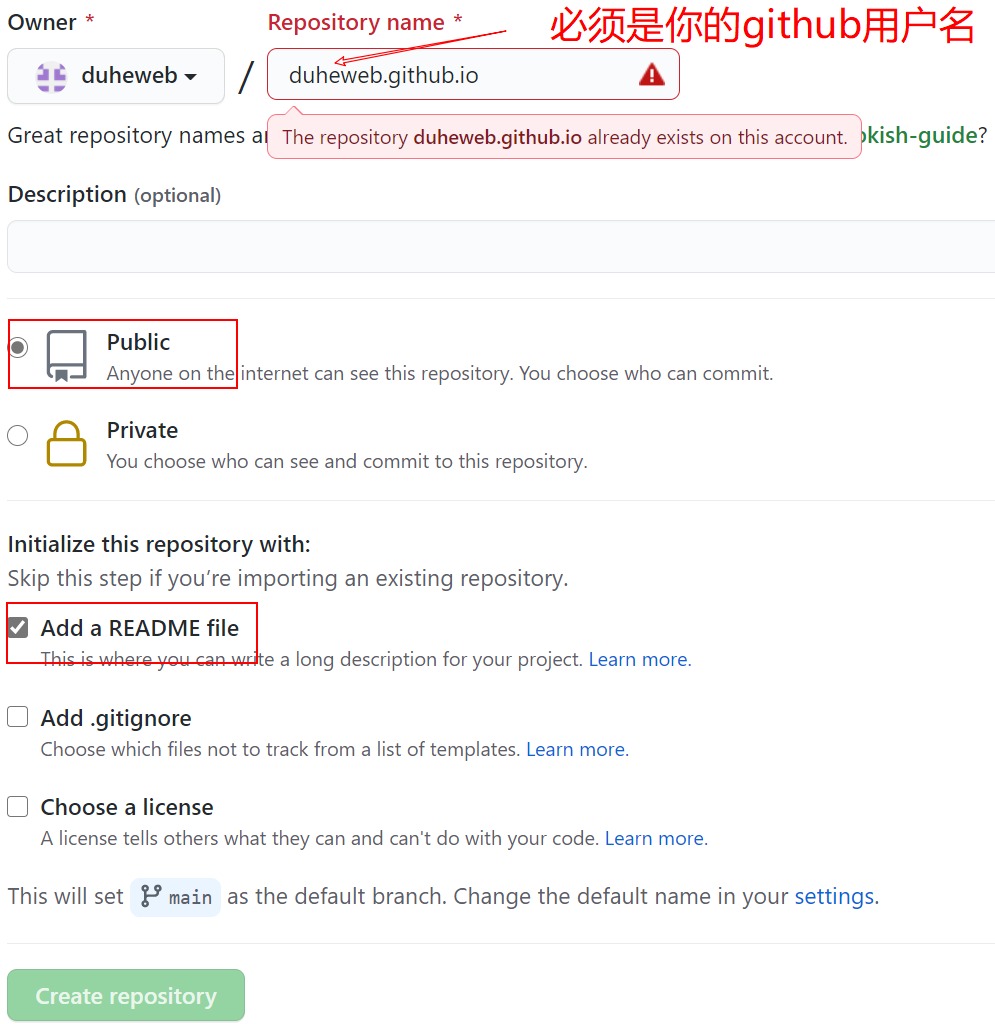 Owner *
Repository name *
必须是你的github用户名
duheweb / duheweb.github.io
Great repository names a
The repository duheweb.github.io already exists on this account.
kish-guide?
Description (optional)
Public
Anyone on the internet can see this repository. You choose who can commit.
Private
You choose who can see and commit to this repository.
Initialize this repository with:
Skip this step if you’re importing an existing repository.
Add a README file
This is where you can write a long description for your project. Learn more.
Add .gitignore
Choose which files not to track from a list of templates. Learn more.
Choose a license
A license tells others what they can and can't do with your code. Learn more.
This will set main as the default branch. Change the default name in your settings.
Create repository